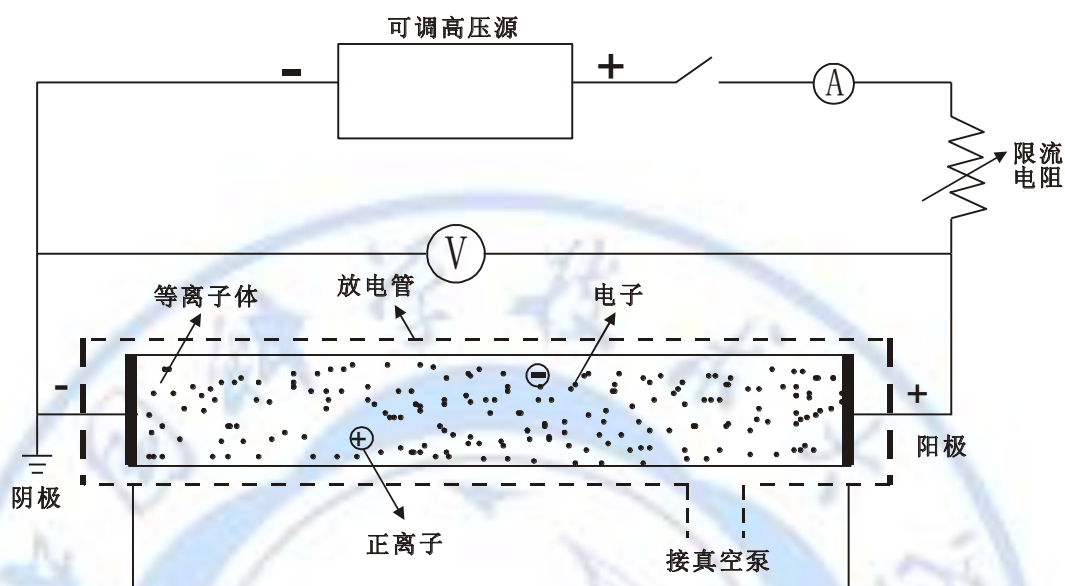 可调高压源
-
+
A
限流
电阻
V
等离子体
放电管
电子
-
-
+
+
阳极
阴极
正离子
接真空泵